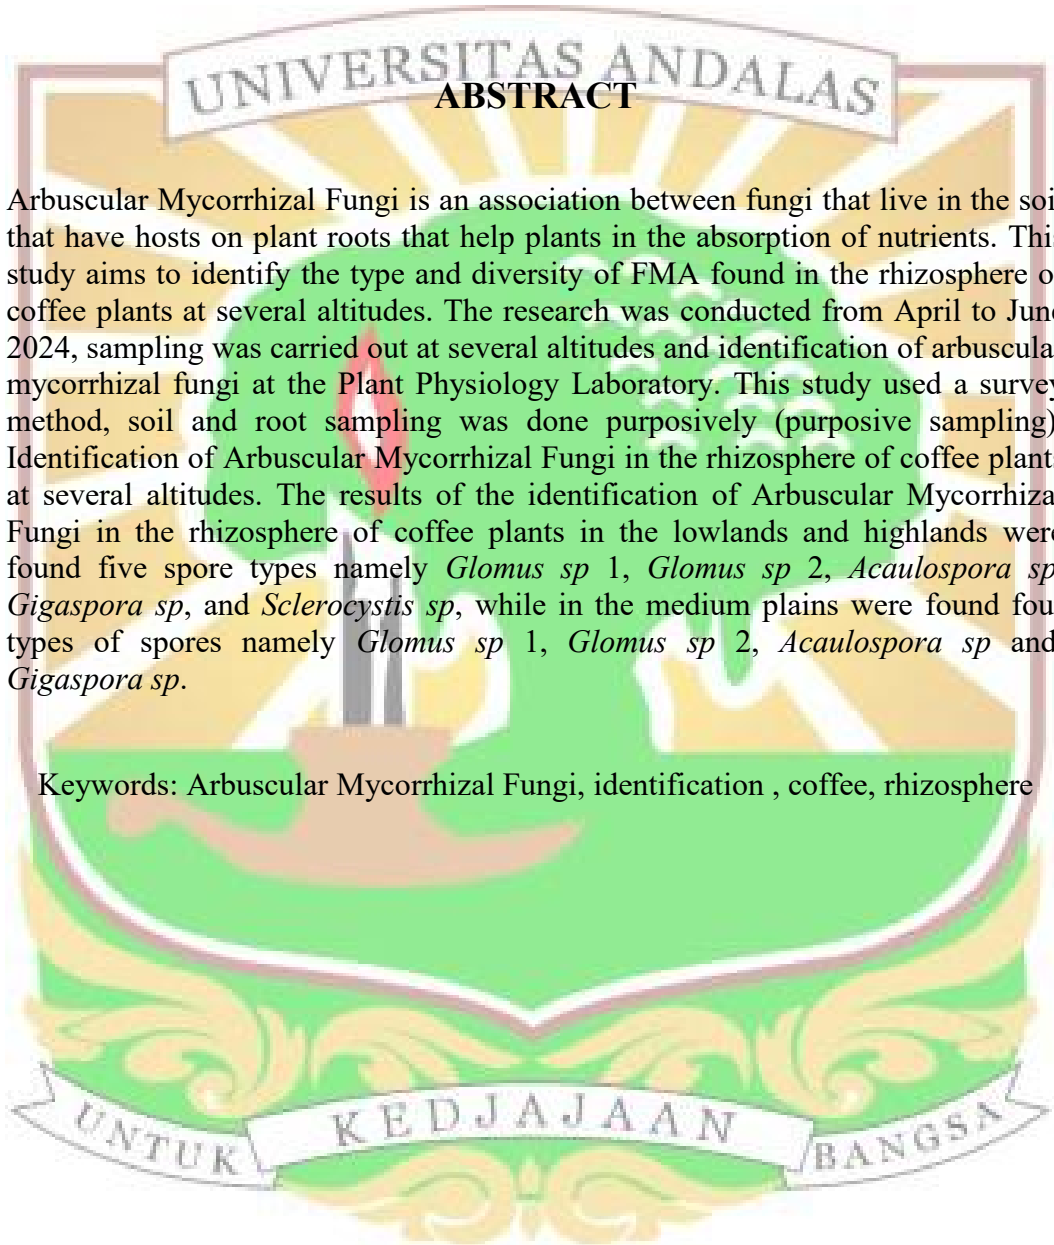 UNIVERSITAS ANDALAS
ABSTRACT
Arbuscular Mycorrhizal Fungi is an association between fungi that live in the soi
that have hosts on plant roots that help plants in the absorption of nutrients. This
study aims to identify the type and diversity of FMA found in the rhizosphere o
coffee plants at several altitudes. The research was conducted from April to June
2024, sampling was carried out at several altitudes and identification of arbuscula
mycorrhizal fungi at the Plant Physiology Laboratory. This study used a survey
method, soil and root sampling was done purposively (purposive sampling)
Identification of Arbuscular Mycorrhizal Fungi in the rhizosphere of coffee plants
at several altitudes. The results of the identification of Arbuscular Mycorrhiza
Fungi in the rhizosphere of coffee plants in the lowlands and highlands were
found five spore types namely Glomus sp 1, Glomus sp 2, Acaulospora sp
Gigaspora sp, and Sclerocystis sp, while in the medium plains were found fou
types of spores namely Glomus sp 1, Glomus sp 2, Acaulospora sp and
Gigaspora sp.
Keywords: Arbuscular Mycorrhizal Fungi, identification , coffee, rhizosphere
UNTUK KEDJAJAAN BANGSA